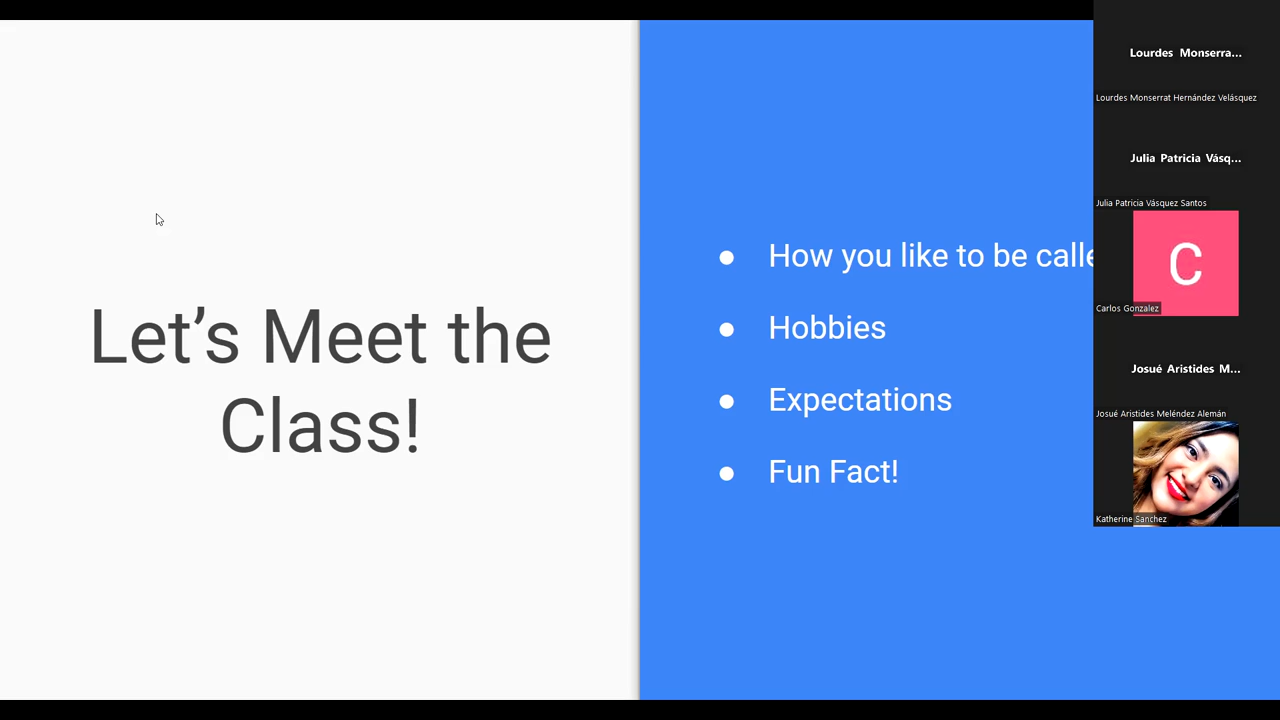 Let's Meet the
Class!
● How you like to be calle
● Hobbies
● Expectations
● Fun Fact!
Lourdes Monserra...
Lourdes Monserrat Hernández Velásquez
Julia Patricia Vásq...
Julia Patricia Vásquez Santos
C
Carlos Gonzalez
Josué Aristides M...
Josué Aristides Meléndez Alemán
Katherine Sanchez